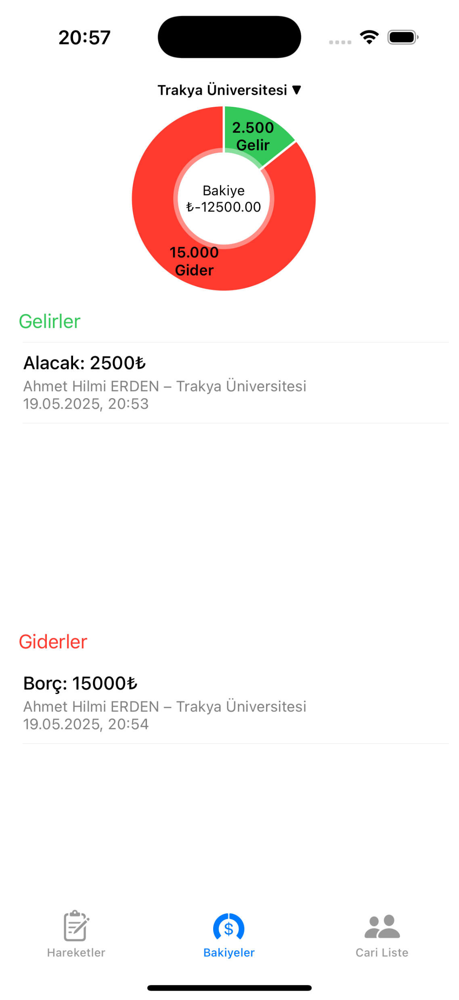 20:57
Trakya Üniversitesi ▼
2.500
Gelir
Bakiye
₺-12500.00
15.000
Gider
Gelirler
Alacak: 2500₺
Ahmet Hilmi ERDEN – Trakya Üniversitesi
19.05.2025, 20:53
Giderler
Borç: 15000₺
Ahmet Hilmi ERDEN – Trakya Üniversitesi
19.05.2025, 20:54
$
Hareketler
Bakiyeler
Cari Liste